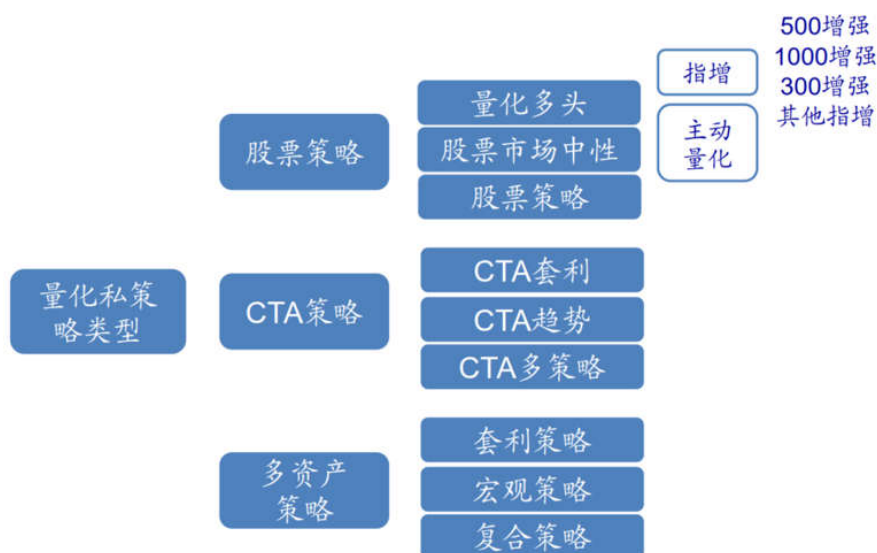 量化私策
略类型
股票策略
量化多头
指增
500增强
1000增强
300增强
其他指增
主动
量化
股票市场中性
股票策略
CTA策略
CTA套利
CTA趋势
CTA多策略
多资产
策略
套利策略
宏观策略
复合策略